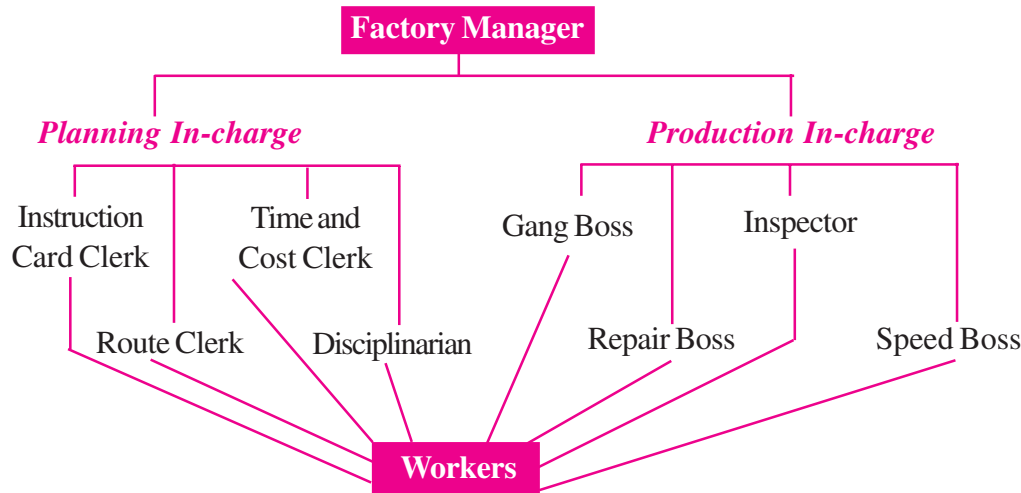 Factory Manager
Planning In-charge
Production In-charge
Instruction
Card Clerk
Time and
Cost Clerk
Gang Boss
Inspector
Route Clerk
Disciplinarian
Repair Boss
Speed Boss
Workers